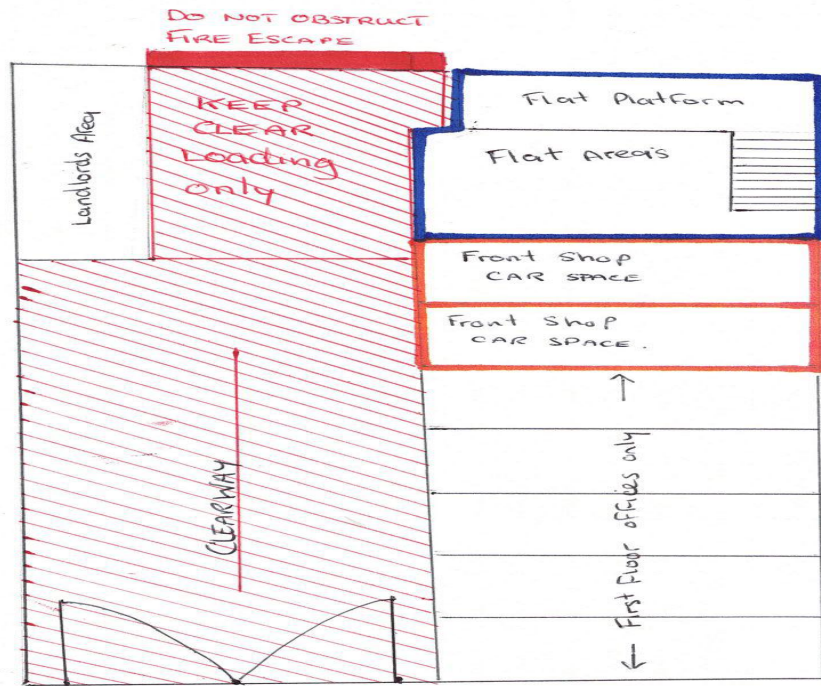 DO NOT OBSTRUCT
FIRE ESCAPE
Landlords Area
KEEP
CLEAR
Loading
only
Flat Platform
Flat Area's
Front Shop
CAR SPACE
Front Shop
CAR SPACE.
CLEARWAY
← First Floor offices only →